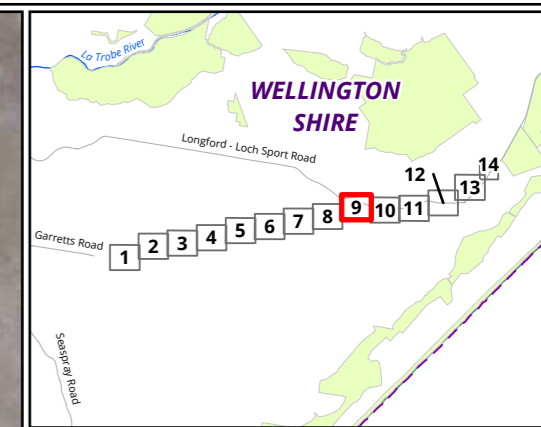 La Trobe River
WELLINGTON
SHIRE
Longford - Loch Sport Road
12
14
13
9
10
11
8
7
6
5
4
3
2
1
Garretts Road
Seaspray Road